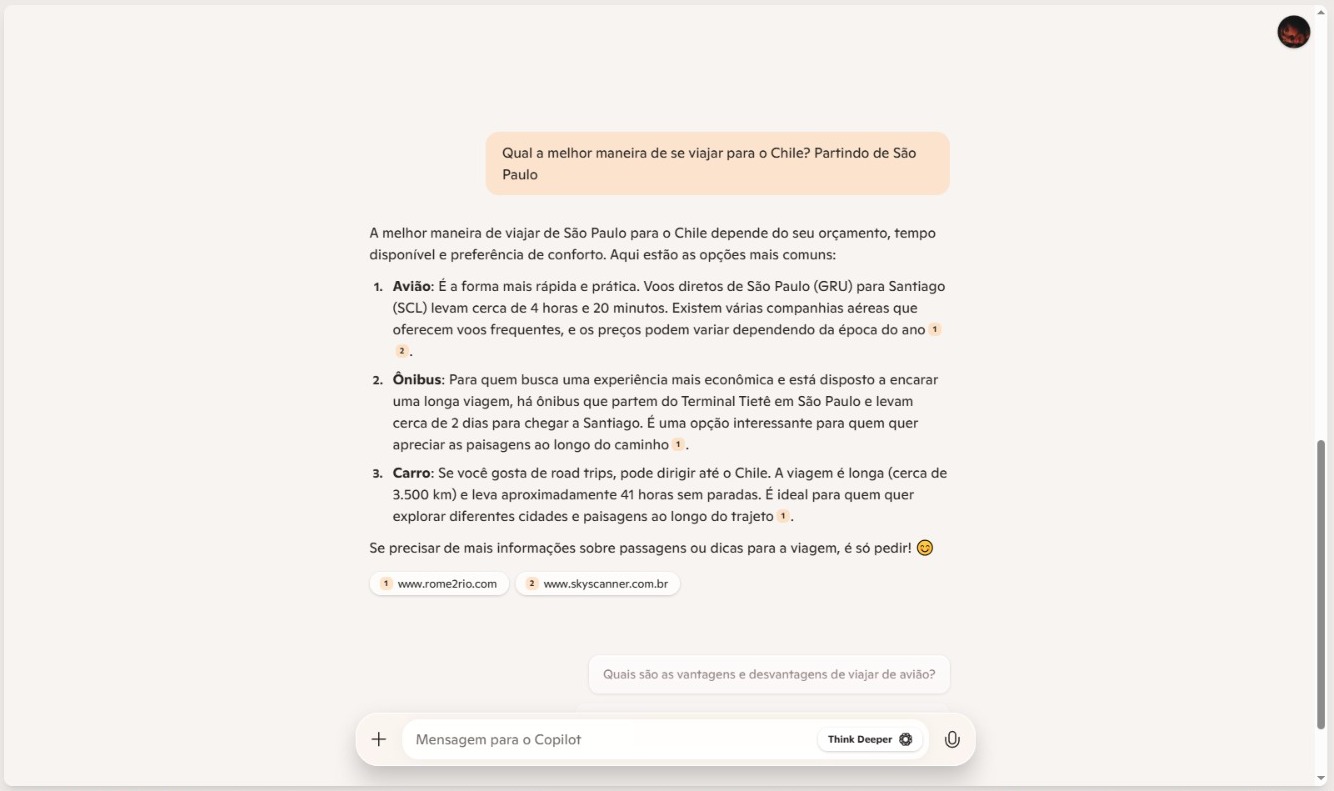 Qual a melhor maneira de se viajar para o Chile? Partindo de São
Paulo
A melhor maneira de viajar de São Paulo para o Chile depende do seu orçamento, tempo
disponível e preferência de conforto. Aqui estão as opções mais comuns:
1. Avião: É a forma mais rápida e prática. Voos diretos de São Paulo (GRU) para Santiago
(SCL) levam cerca de 4 horas e 20 minutos. Existem várias companhias aéreas que
oferecem voos frequentes, e os preços podem variar dependendo da época do ano 1
2.
2. Ônibus: Para quem busca uma experiência mais econômica e está disposto a encarar
uma longa viagem, há ônibus que partem do Terminal Tietê em São Paulo e levam
cerca de 2 dias para chegar a Santiago. É uma opção interessante para quem quer
apreciar as paisagens ao longo do caminho 1.
3. Carro: Se você gosta de road trips, pode dirigir até o Chile. A viagem é longa (cerca de
3.500 km) e leva aproximadamente 41 horas sem paradas. É ideal para quem quer
explorar diferentes cidades e paisagens ao longo do trajeto 1.
Se precisar de mais informações sobre passagens ou dicas para a viagem, é só pedir! 😊
1 www.rome2rio.com 2 www.skyscanner.com.br
Quais são as vantagens e desvantagens de viajar de avião?
Mensagem para o Copilot Think Deeper